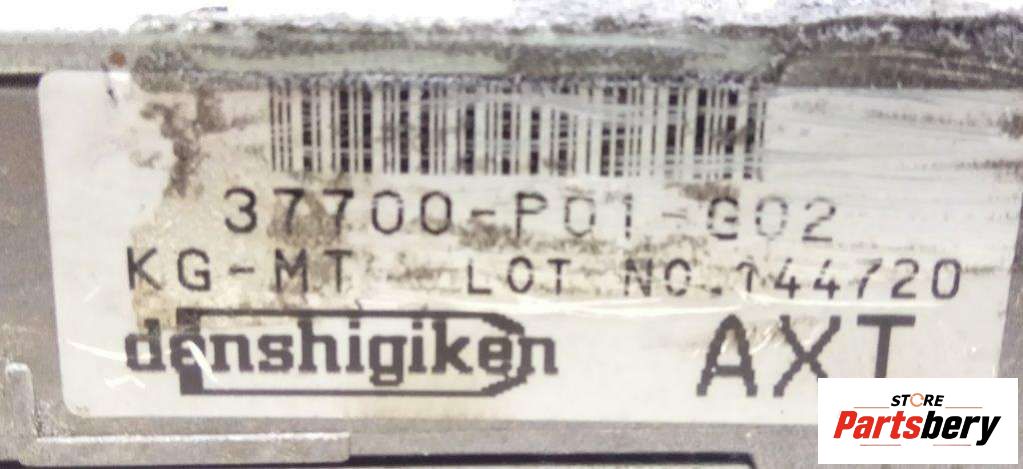 37700-P01-G02
KG-MT LOT NO.144720
denshigiken AXT
STORE
Partsbery